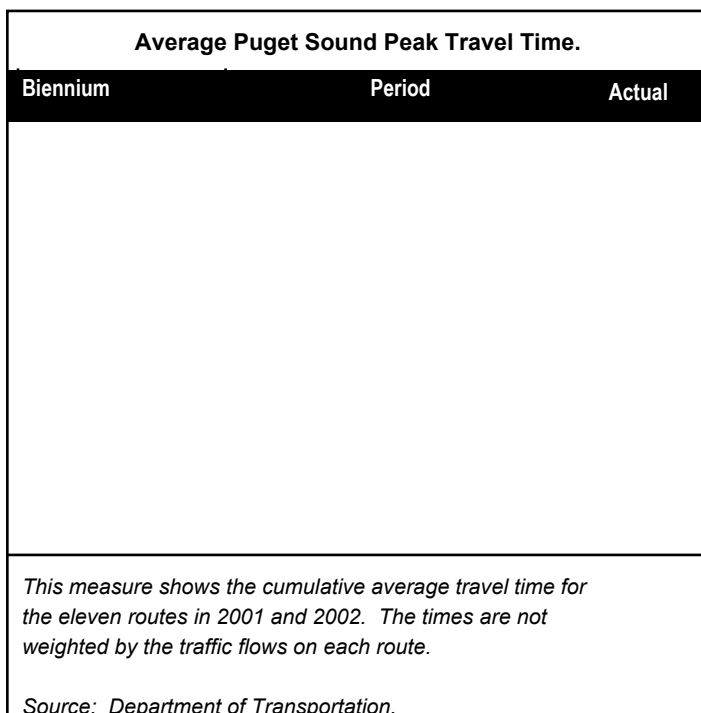 Average Puget Sound Peak Travel Time.
Biennium Period Actual
This measure shows the cumulative average travel time for
the eleven routes in 2001 and 2002.  The times are not
weighted by the traffic flows on each route.
Source:  Department of Transportation.